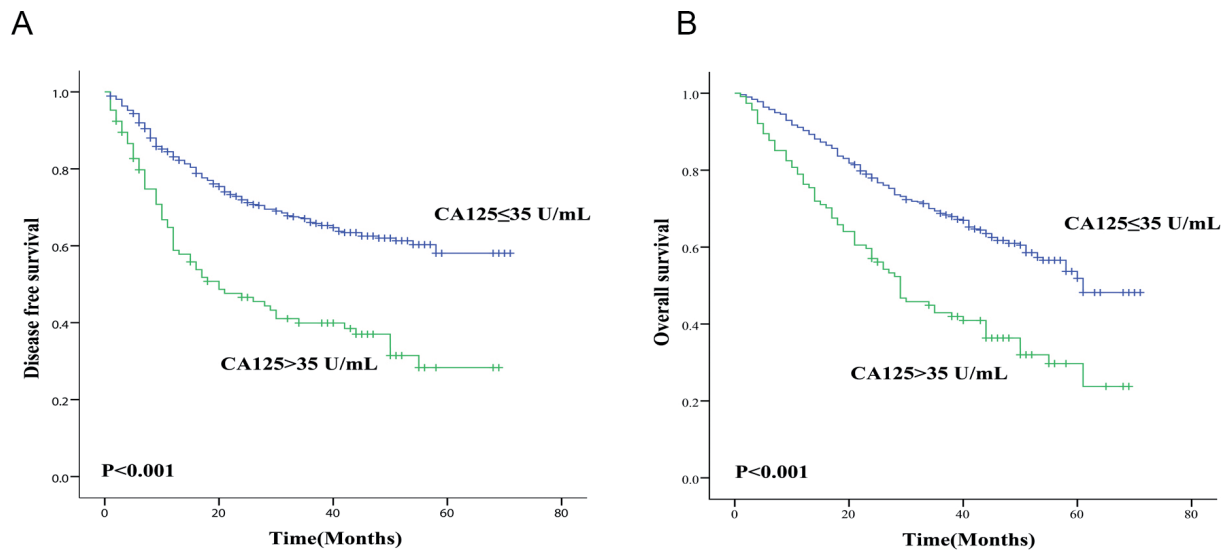 A
B
1.0
0.8
0.6
0.4
0.2
0.0
Disease free survival
CA125≤35 U/mL
CA125>35 U/mL
P<0.001
0
20
40
60
80
Time(Months)
1.0
0.8
0.6
0.4
0.2
0.0
Overall survival
CA125≤35 U/mL
CA125>35 U/mL
P<0.001
0
20
40
60
80
Time(Months)